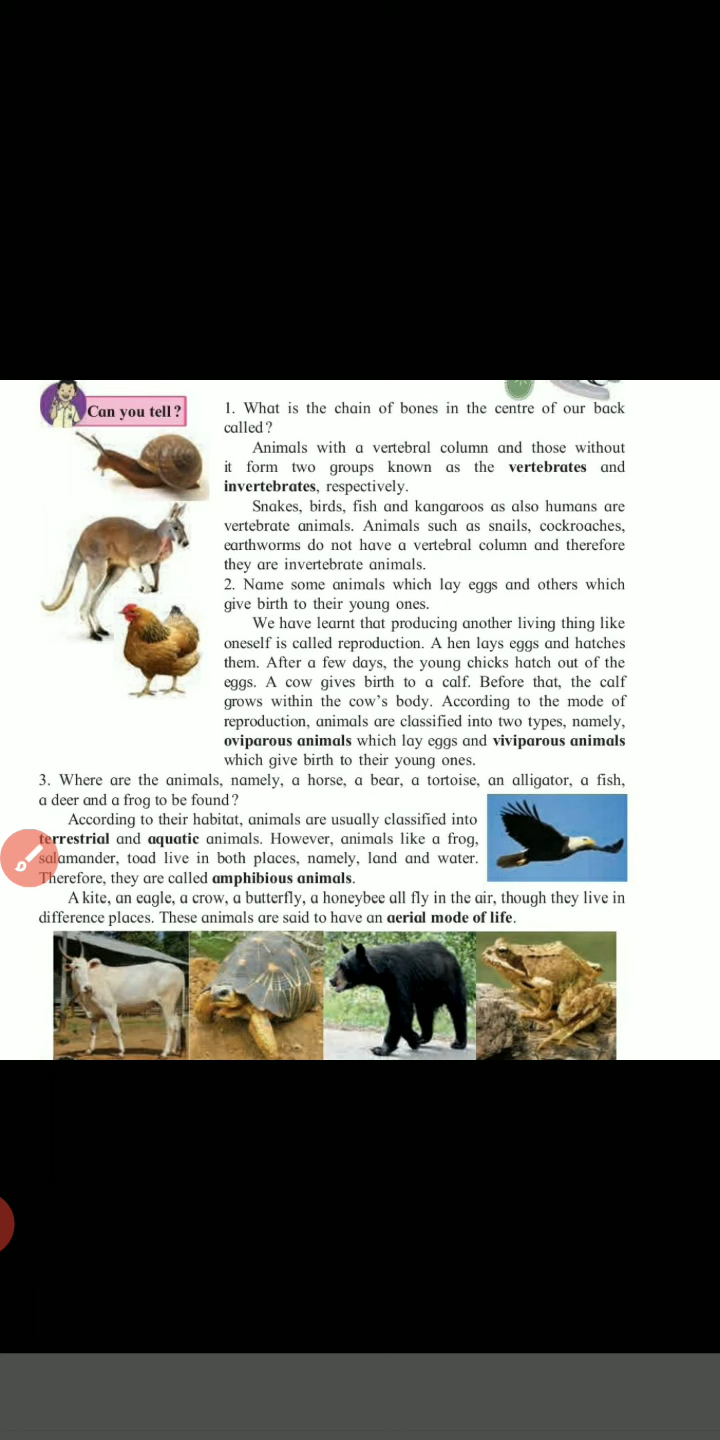 Can you tell?
1. What is the chain of bones in the centre of our back
called?
Animals with a vertebral column and those without
it form two groups known as the vertebrates and
invertebrates, respectively.
Snakes, birds, fish and kangaroos as also humans are
vertebrate animals. Animals such as snails, cockroaches,
earthworms do not have a vertebral column and therefore
they are invertebrate animals.
2. Name some animals which lay eggs and others which
give birth to their young ones.
We have learnt that producing another living thing like
oneself is called reproduction. A hen lays eggs and hatches
them. After a few days, the young chicks hatch out of the
eggs. A cow gives birth to a calf. Before that, the calf
grows within the cow's body. According to the mode of
reproduction, animals are classified into two types, namely,
oviparous animals which lay eggs and viviparous animals
which give birth to their young ones.
3. Where are the animals, namely, a horse, a bear, a tortoise, an alligator, a fish,
a deer and a frog to be found?
According to their habitat, animals are usually classified into
terrestrial and aquatic animals. However, animals like a frog,
salamander, toad live in both places, namely, land and water.
Therefore, they are called amphibious animals.
A kite, an eagle, a crow, a butterfly, a honeybee all fly in the air, though they live in
difference places. These animals are said to have an aerial mode of life.